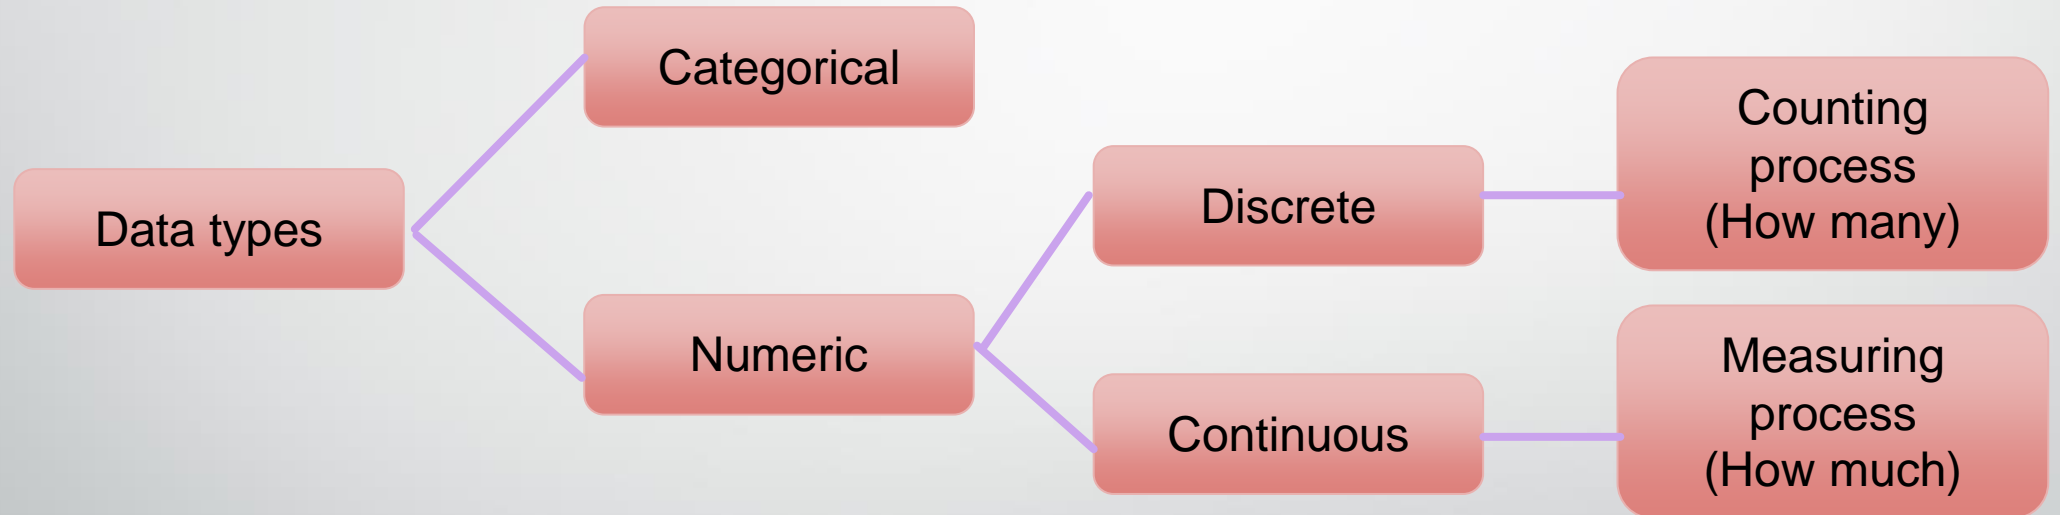 Data types
Categorical
Numeric
Discrete
Continuous
Counting
process
(How many)
Measuring
process
(How much)